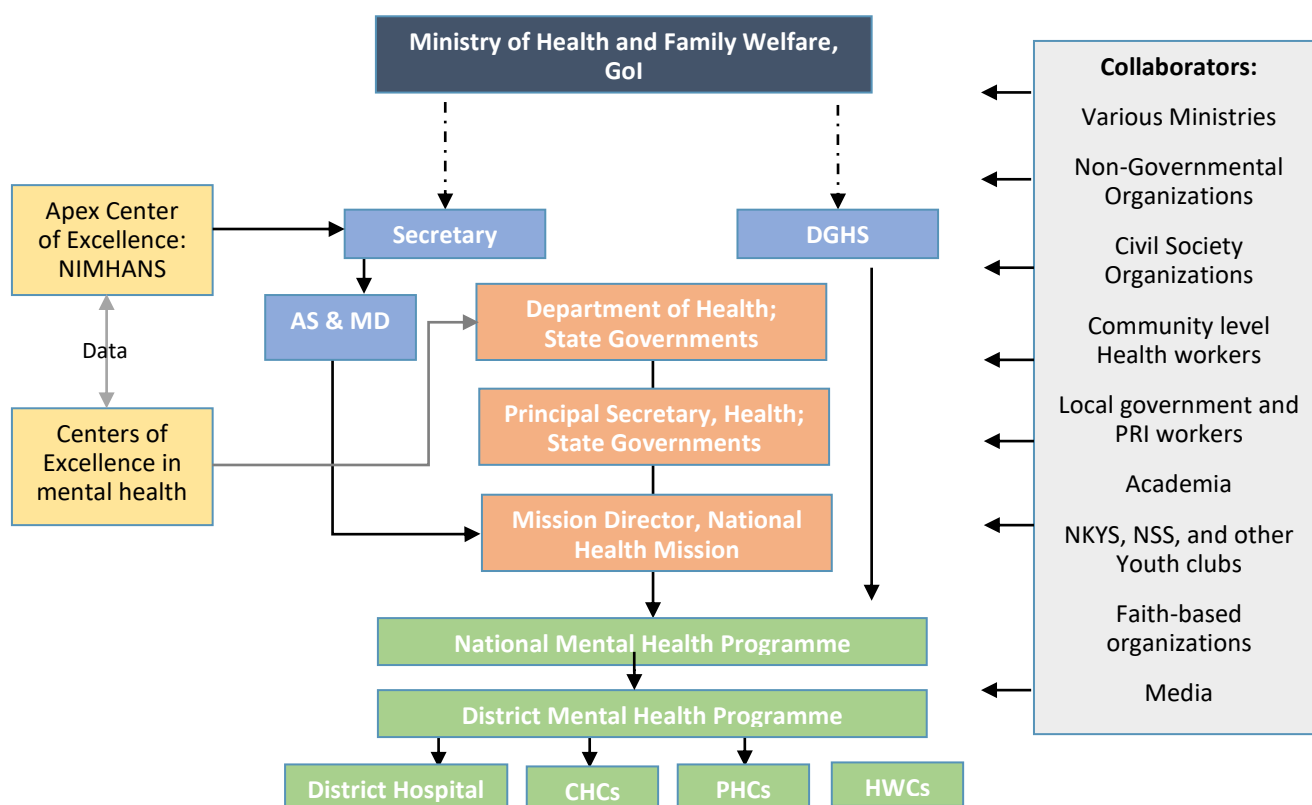 Ministry of Health and Family Welfare,
GoI
Collaborators:
Various Ministries
Non-Governmental
Organizations
Civil Society
Organizations
Community level
Health workers
Local government and
PRI workers
Academia
NKYS, NSS, and other
Youth clubs
Faith-based
organizations
Media
Apex Center
of Excellence:
NIMHANS
Secretary
DGHS
AS & MD
Department of Health;
State Governments
Data
Principal Secretary, Health;
State Governments
Centers of
Excellence in
mental health
Mission Director, National
Health Mission
National Mental Health Programme
District Mental Health Programme
District Hospital
CHCs
PHCs
HWCs